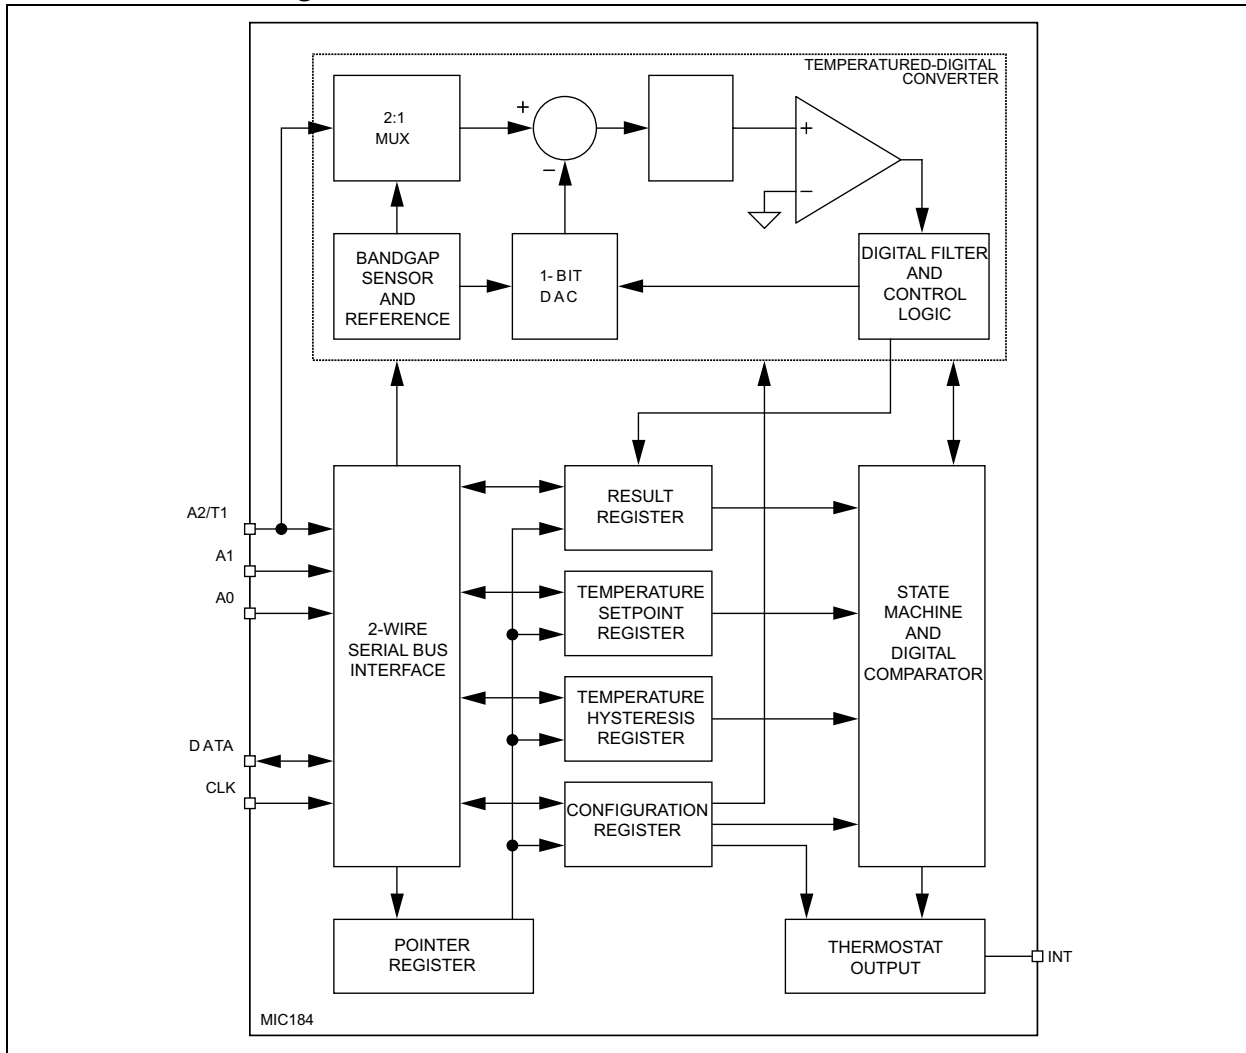 TEMPERATURED-DIGITAL
CONVERTER
2:1
MUX
+
−
+
−
BANDGAP
SENSOR
AND
REFERENCE
1-BIT
DAC
DIGITAL FILTER
AND
CONTROL
LOGIC
A2/T1
A1
A0
DATA
CLK
2-WIRE
SERIAL BUS
INTERFACE
RESULT
REGISTER
TEMPERATURE
SETPOINT
REGISTER
TEMPERATURE
HYSTERESIS
REGISTER
CONFIGURATION
REGISTER
STATE
MACHINE
AND
DIGITAL
COMPARATOR
POINTER
REGISTER
THERMOSTAT
OUTPUT
INT
MIC184